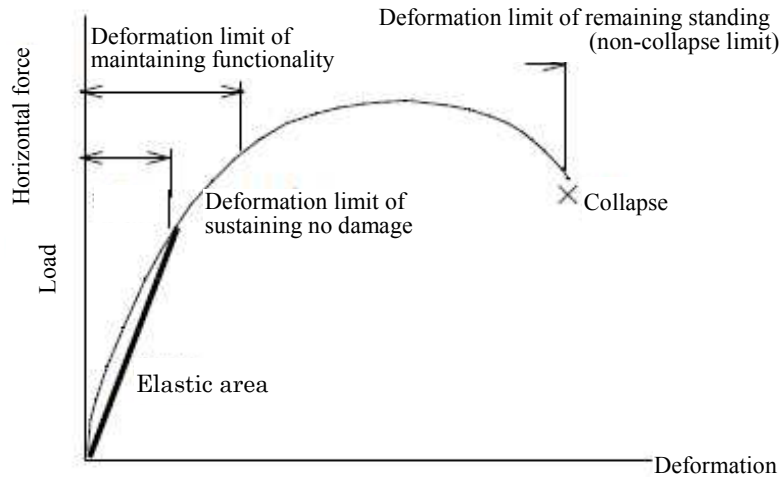 Deformation limit of remaining standing
(non-collapse limit)
Deformation limit of
maintaining functionality
Horizontal force
Deformation limit of
sustaining no damage
Collapse
Load
Elastic area
Deformation